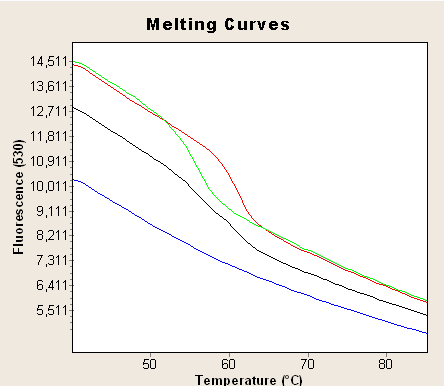 Melting Curves
Fluorescence (530)
14,511
13,611
12,711
11,811
10,911
10,011
9,111
8,211
7,311
6,411
5,511
50 60 70 80
Temperature (°C)